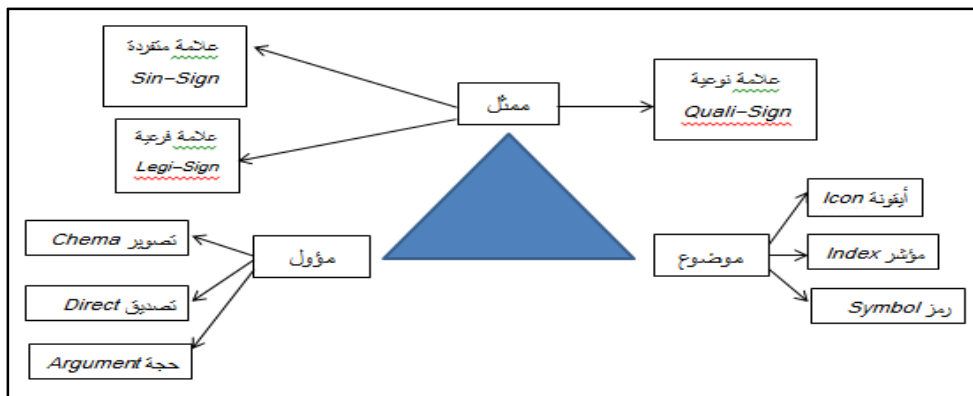 علامة متفردة
Sin-Sign
علامة نوعية
Quali-Sign
ممثل
علامة فرعية
Legi-Sign
أيقونة Icon
تصوير Chema
مؤول
موضوع
مؤشر Index
تصديق Direct
رمز Symbol
حجة Argument